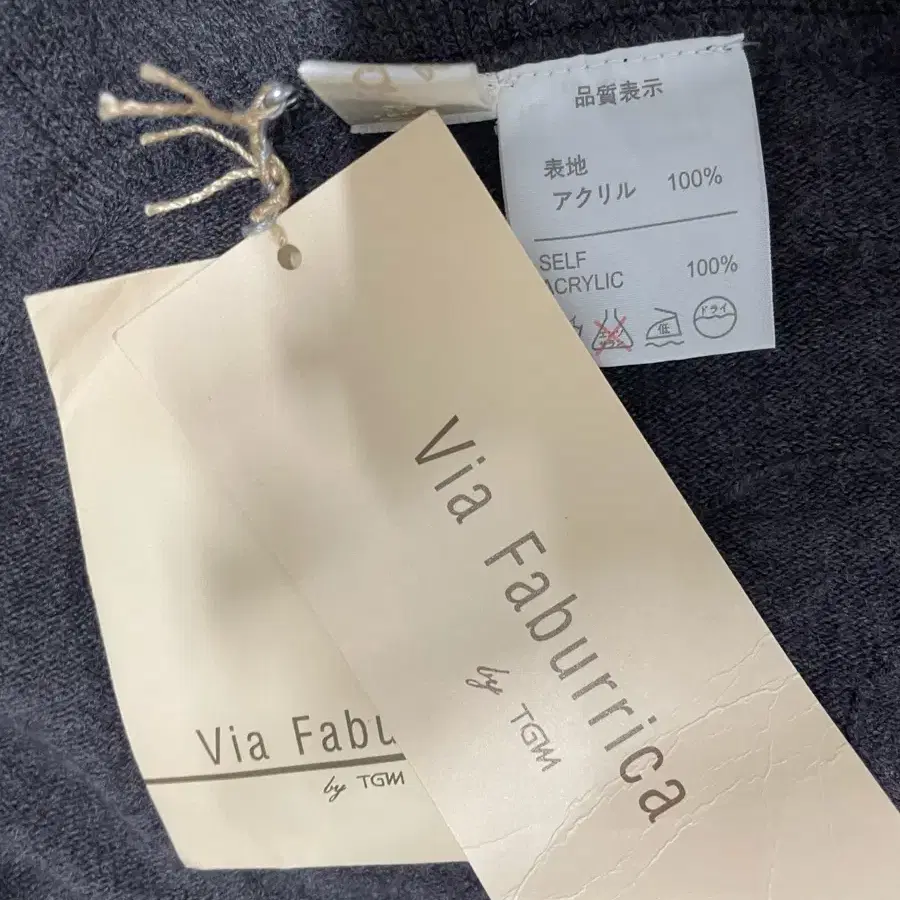 品質表示
表地
アクリル 100%
SELF
ACRYLIC 100%
低
ドライ
Via Faburrica
by TGM
Via Fabu
by TGM